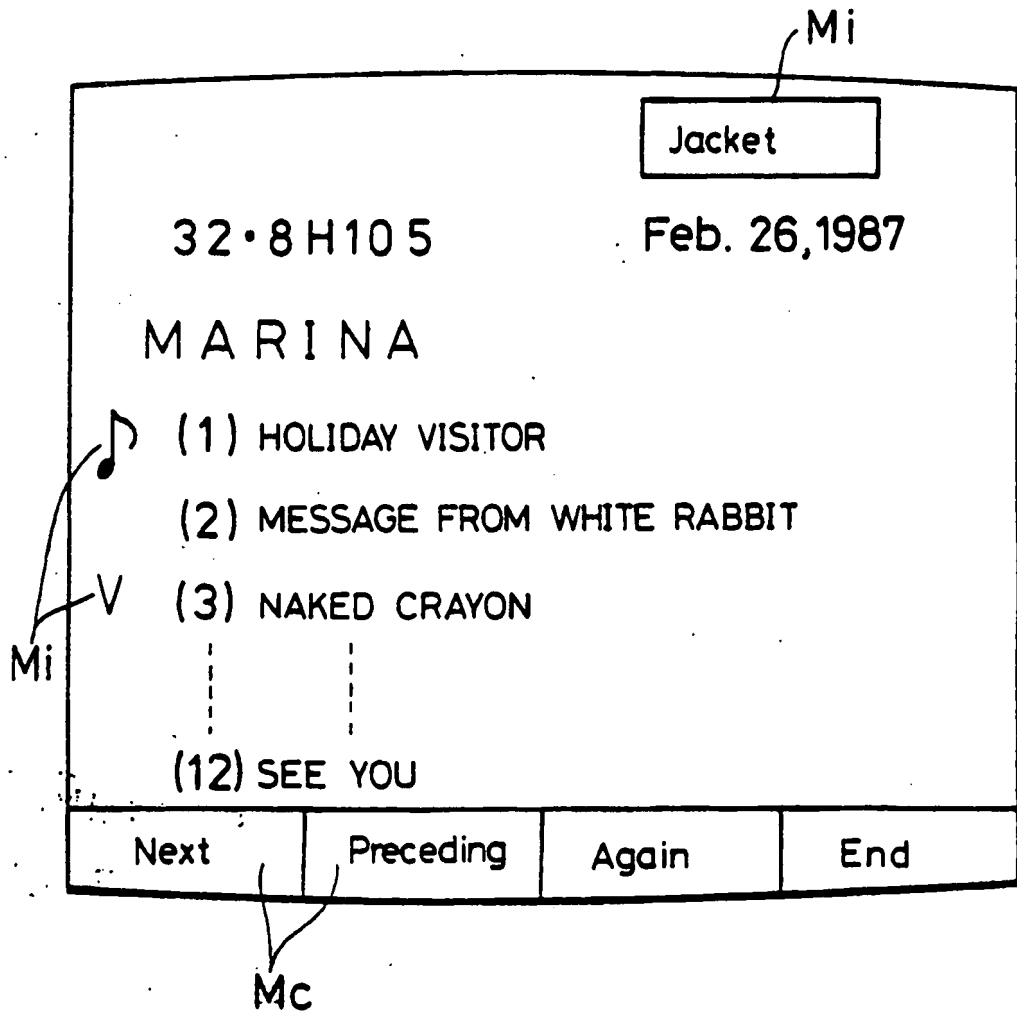 Mi
Jacket
32・8H105 Feb. 26,1987
MARINA
♪ (1) HOLIDAY VISITOR
(2) MESSAGE FROM WHITE RABBIT
V (3) NAKED CRAYON
Mi
(12) SEE YOU
Next Preceding Again End
Mc